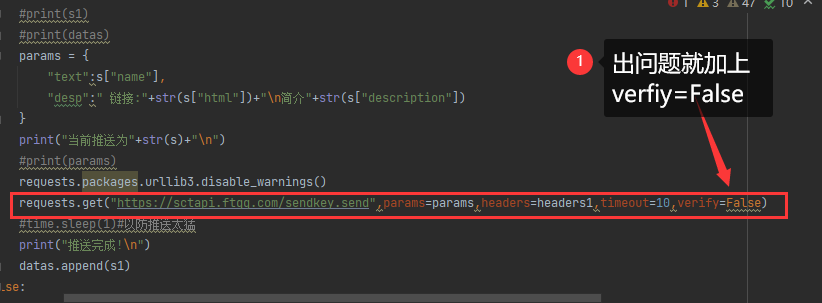 #print(s1)
1 3 47 10
#print(datas)
params = {
"text":s["name"],
"desp":" 链接:"+str(s["html"])+"\n简介"+str(s["description"])
}
1 出问题就加上
verfiy=False
print("当前推送为"+str(s)+"\n")
#print(params)
requests.packages.urllib3.disable_warnings()
requests.get("https://sctapi.ftqq.com/sendkey.send",params=params,headers=headers1,timeout=10,verify=False)
#time.sleep(1)#以防推送太猛
print("推送完成!\n")
datas.append(s1)
lse: